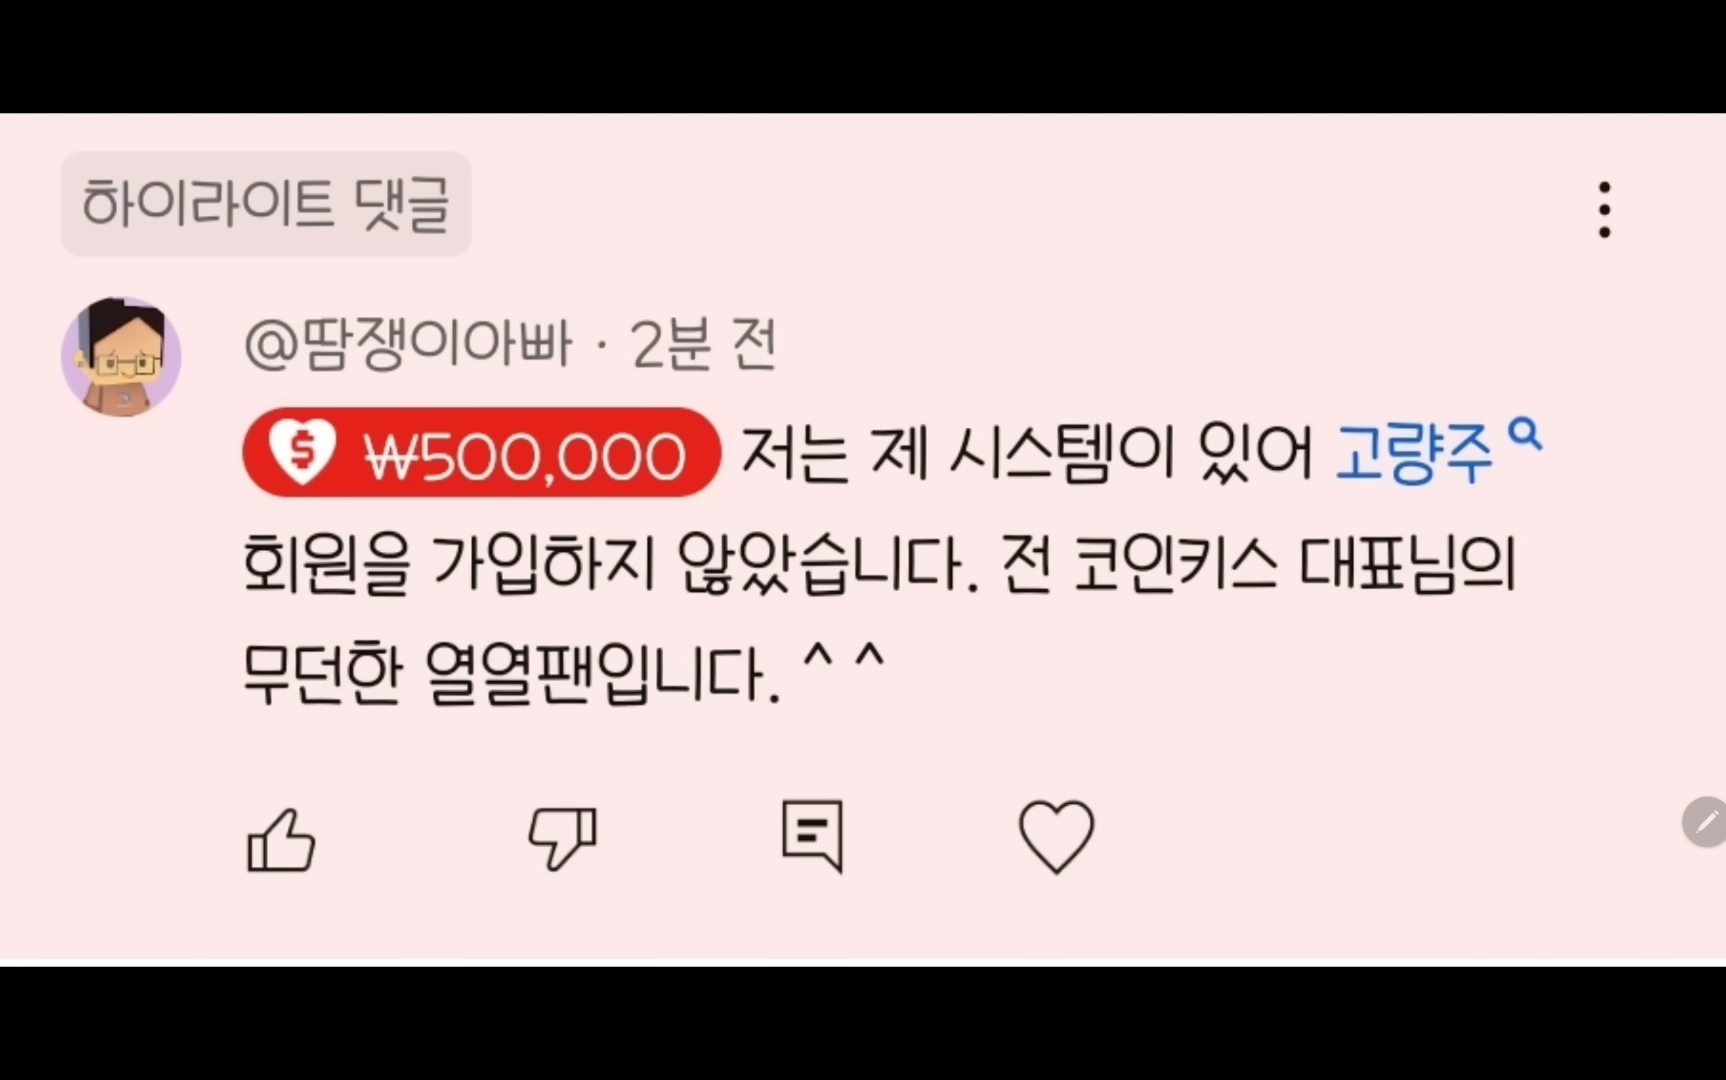 하이라이트 댓글
@땀쟁이아빠 · 2분 전
₩500,000 저는 제 시스템이 있어 고량주
회원을 가입하지 않았습니다. 전 코인키스 대표님의
무던한 열열팬입니다. ^ ^